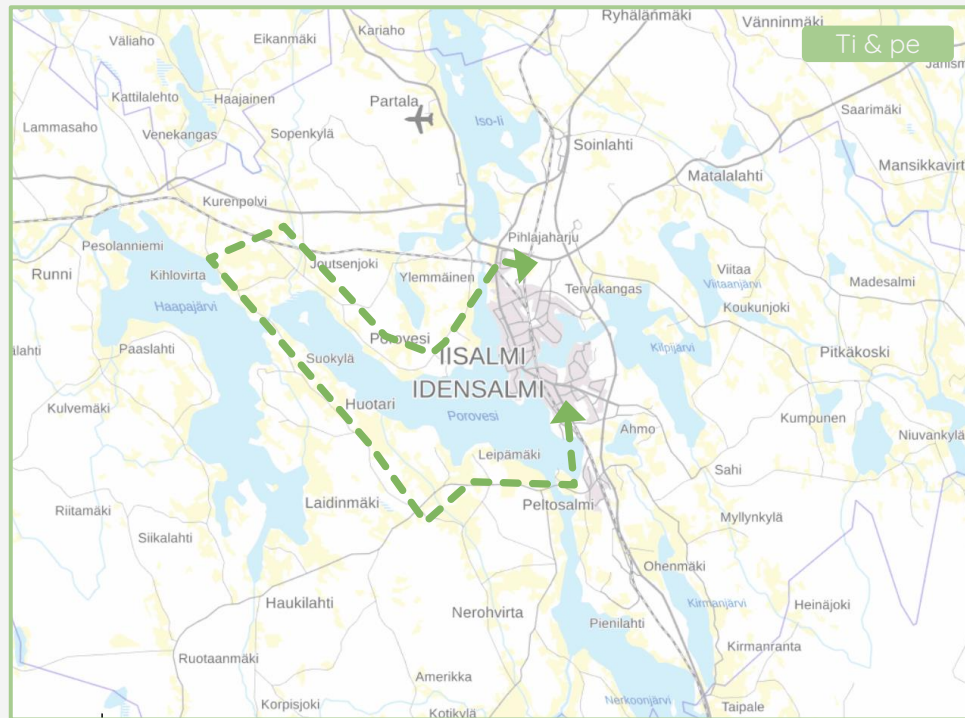 Ryhälänmäki
Vänninmäki
Kariaho
Väliaho
Eikanmäki
Ti & pe
Kattilalehto
Haajainen
Partala
Iso-Ii
Saarimäki
Lammasaho
Venekangas
Sopenkylä
Soinlahti
Matalalahti
Mansikkavirt
Kurenpolvi
Pesolanniemi
Pihlajaharju
Runni
Kihlovirta
Joutsenjoki
Ylemmäinen
Viitaa
Viitaanjärvi
Madesalmi
Haapajärvi
Tervakangas
Koukunjoki
Porovesi
Paaslahti
Suokylä
IISALMI
Kilpijärvi
Pitkäkoski
IDENSALMI
Kulvemäki
Huotari
Porovesi
Kumpunen
Ahmo
Niuvankylä
Leipämäki
Sahi
Laidinmäki
Peltosalmi
Riitamäki
Myllynkylä
Siikalahti
Ohenmäki
Haukilahti
Nerohvirta
Kirmanjärvi
Heinäjoki
Pienilahti
Kirmanranta
Ruotaanmäki
Amerikka
Korpisjoki
Kotikylä
Nerkoonjärvi
Taipale